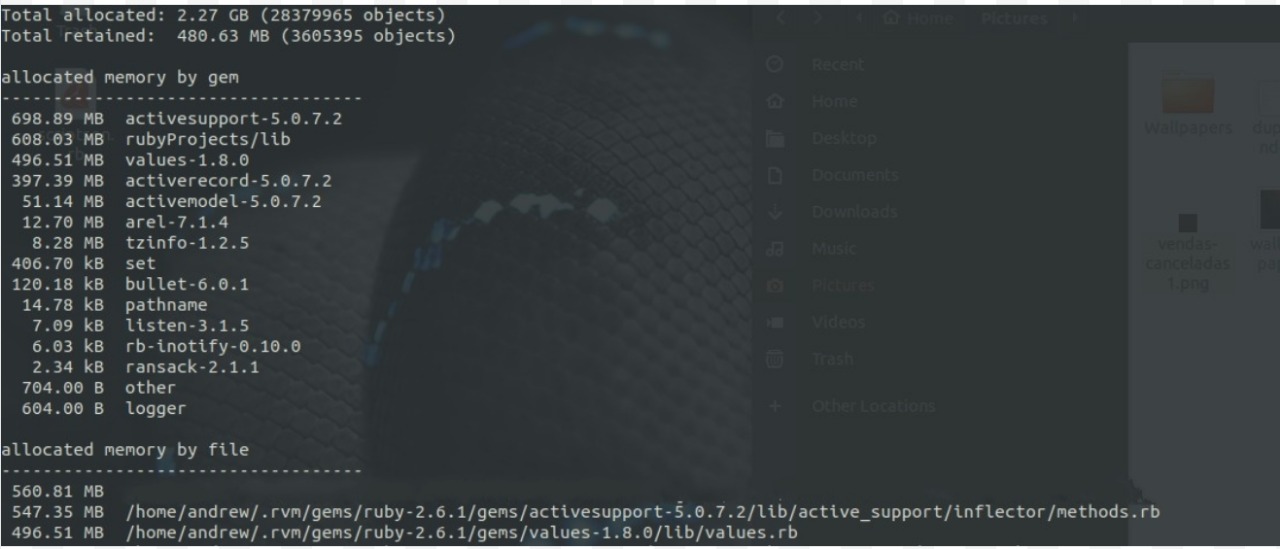 Total allocated: 2.27 GB (28379965 objects)
Total retained:  480.63 MB (3605395 objects)
allocated memory by gem
-----------------------------------
698.89 MB  activesupport-5.0.7.2
608.03 MB  rubyProjects/lib
496.51 MB  values-1.8.0
397.39 MB  activerecord-5.0.7.2
51.14 MB  activemodel-5.0.7.2
12.70 MB  arel-7.1.4
8.28 MB  tzinfo-1.2.5
406.70 kB  set
120.18 kB  bullet-6.0.1
14.78 kB  pathname
7.09 kB  listen-3.1.5
6.03 kB  rb-inotify-0.10.0
2.34 kB  ransack-2.1.1
704.00 B  other
604.00 B  logger
allocated memory by file
-----------------------------------
560.81 MB
547.35 MB  /home/andrew/.rvm/gems/ruby-2.6.1/gems/activesupport-5.0.7.2/lib/active_support/inflector/methods.rb
496.51 MB  /home/andrew/.rvm/gems/ruby-2.6.1/gems/values-1.8.0/lib/values.rb
Home
Pictures
Recent
Home
Desktop
Documents
Downloads
Music
Pictures
Videos
Trash
Other Locations
Wallpapers
vendas-
canceladas
1.png